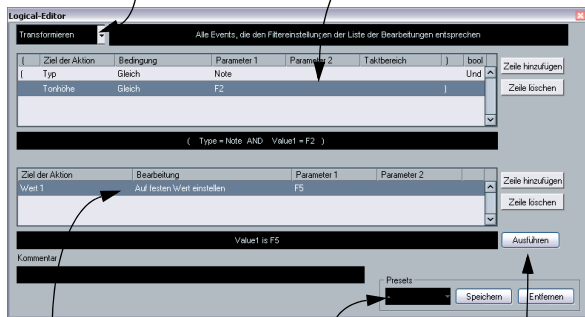 Logical-Editor
Transformieren
Alle Events, die den Filtereinstellungen der Liste der Bearbeitungen entsprechen
( Ziel der Aktion Bedingung Parameter 1 Parameter 2 Taktbereich ) bool
( Typ Gleich Note Und
Tonhöhe Gleich F2 )
Zeile hinzufügen
Zeile löschen
( Type = Note AND Value1 = F2 )
Ziel der Aktion Bearbeitung Parameter 1 Parameter 2
Wert 1 Auf festen Wert einstellen F5
Zeile hinzufügen
Zeile löschen
Value1 is F5
Ausführen
Kommentar
Presets
-
Speichern
Entfernen